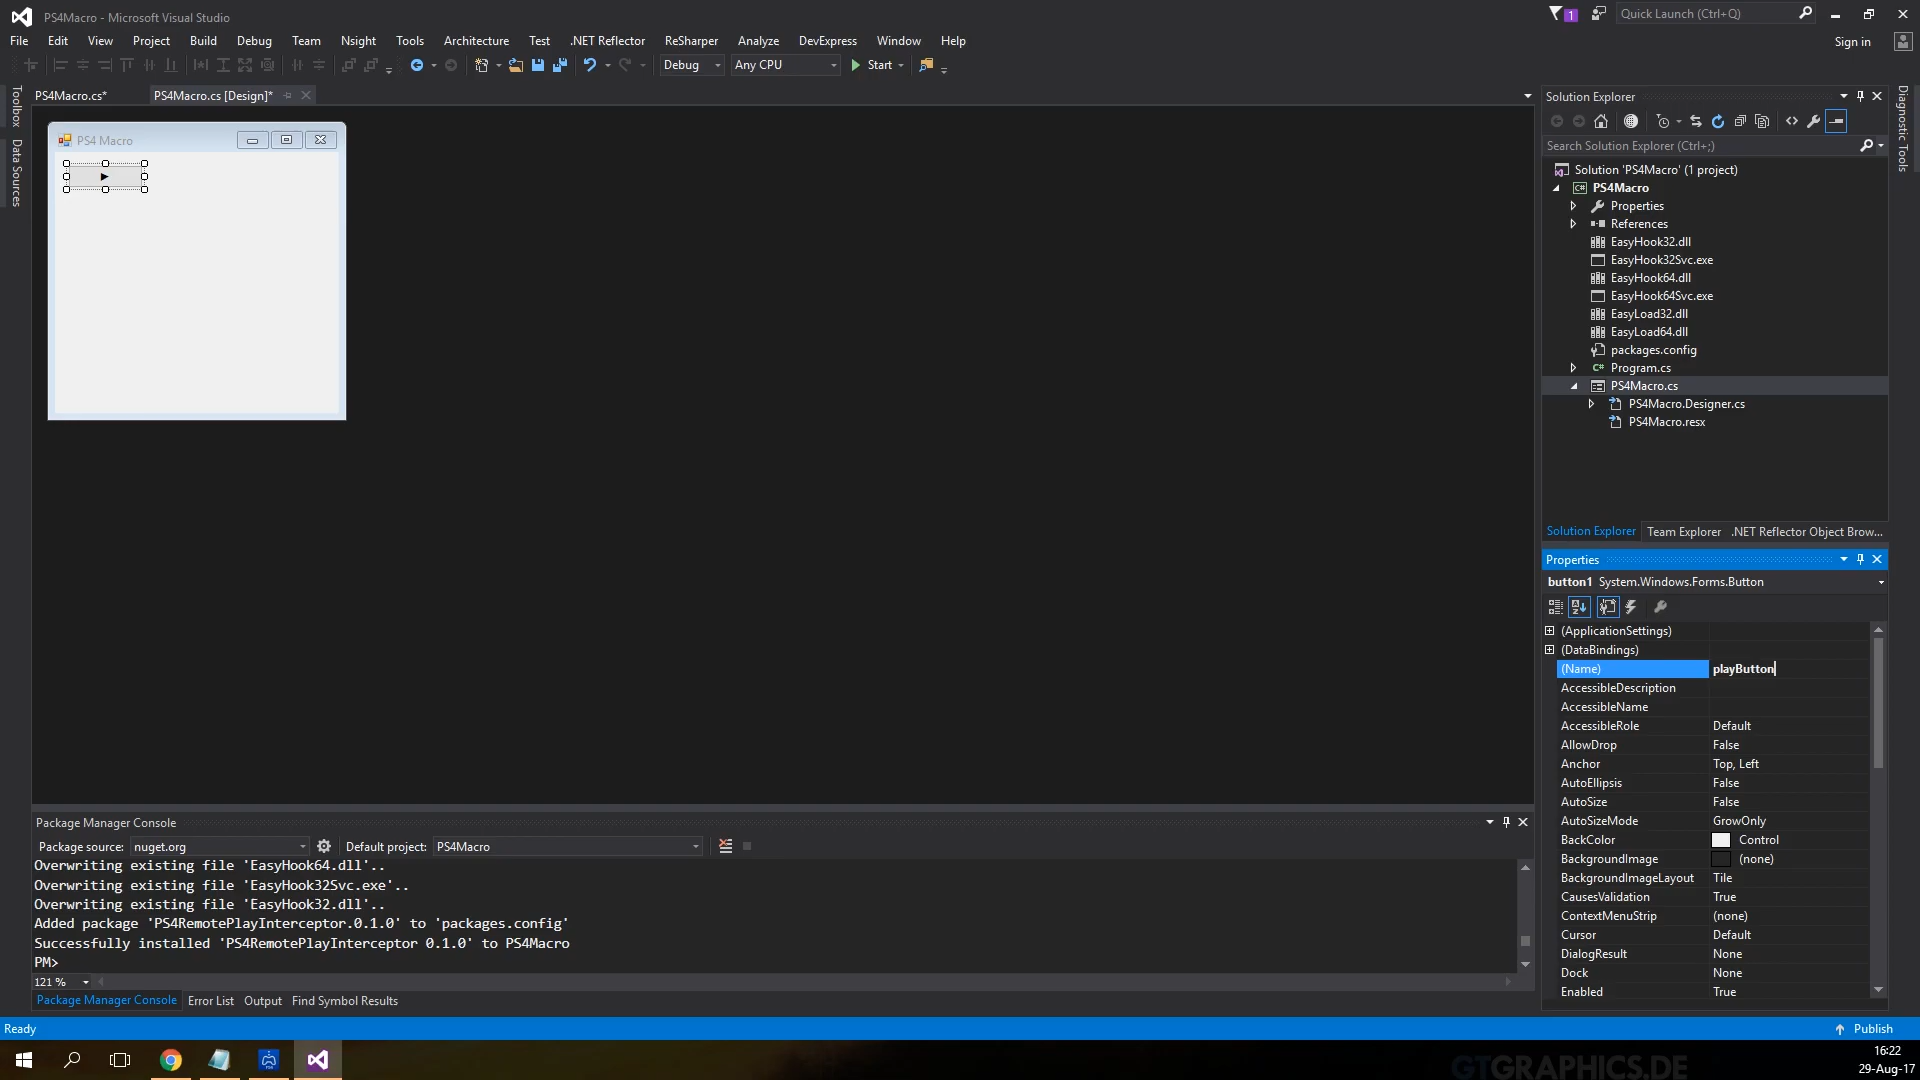 PS4Macro - Microsoft Visual Studio
1
Quick Launch (Ctrl+Q)
File Edit View Project Build Debug Team Nsight Tools Architecture Test .NET Reflector ReSharper Analyze DevExpress Window Help
Sign in
Debug Any CPU Start
Toolbox
Data Sources
PS4Macro.cs*
PS4Macro.cs [Design]*
PS4 Macro
Package Manager Console
Package source: nuget.org Default project: PS4Macro
Overwriting existing file 'EasyHook64.dll'..
Overwriting existing file 'EasyHook32Svc.exe'..
Overwriting existing file 'EasyHook32.dll'..
Added package 'PS4RemotePlayInterceptor.0.1.0' to 'packages.config'
Successfully installed 'PS4RemotePlayInterceptor 0.1.0' to PS4Macro
PM>
121 %
Package Manager Console Error List Output Find Symbol Results
Solution Explorer
Search Solution Explorer (Ctrl+;)
Solution 'PS4Macro' (1 project)
C# PS4Macro
Properties
References
EasyHook32.dll
EasyHook32Svc.exe
EasyHook64.dll
EasyHook64Svc.exe
EasyLoad32.dll
EasyLoad64.dll
packages.config
C# Program.cs
PS4Macro.cs
PS4Macro.Designer.cs
PS4Macro.resx
Solution Explorer Team Explorer .NET Reflector Object Brow...
Properties
button1 System.Windows.Forms.Button
(ApplicationSettings)
(DataBindings)
(Name) playButton
AccessibleDescription
AccessibleName
AccessibleRole Default
AllowDrop False
Anchor Top, Left
AutoEllipsis False
AutoSize False
AutoSizeMode GrowOnly
BackColor Control
BackgroundImage (none)
BackgroundImageLayout Tile
CausesValidation True
ContextMenuStrip (none)
Cursor Default
DialogResult None
Dock None
Enabled True
Diagnostic Tools
Ready
Publish
GTGRAPHICS.DE
16:22
29-Aug-17